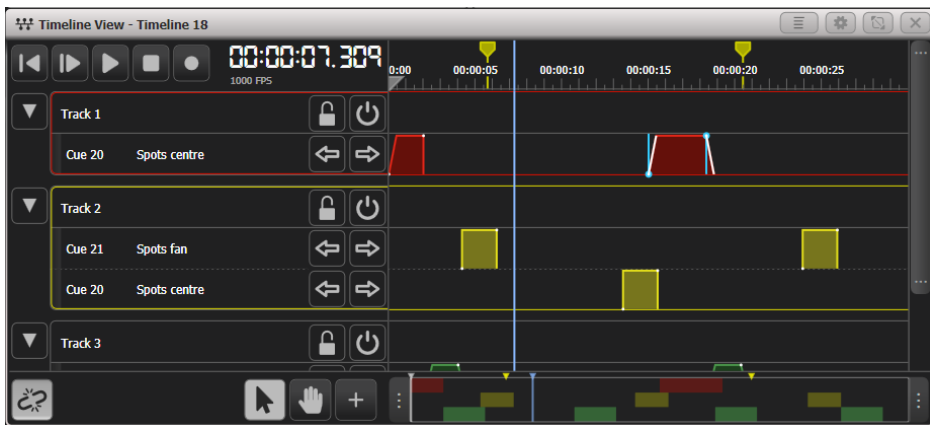 Timeline View - Timeline 18
00:00:07.309
1000 FPS
0:00 00:00:05 00:00:10 00:00:15 00:00:20 00:00:25
Track 1
Cue 20 Spots centre
Track 2
Cue 21 Spots fan
Cue 20 Spots centre
Track 3